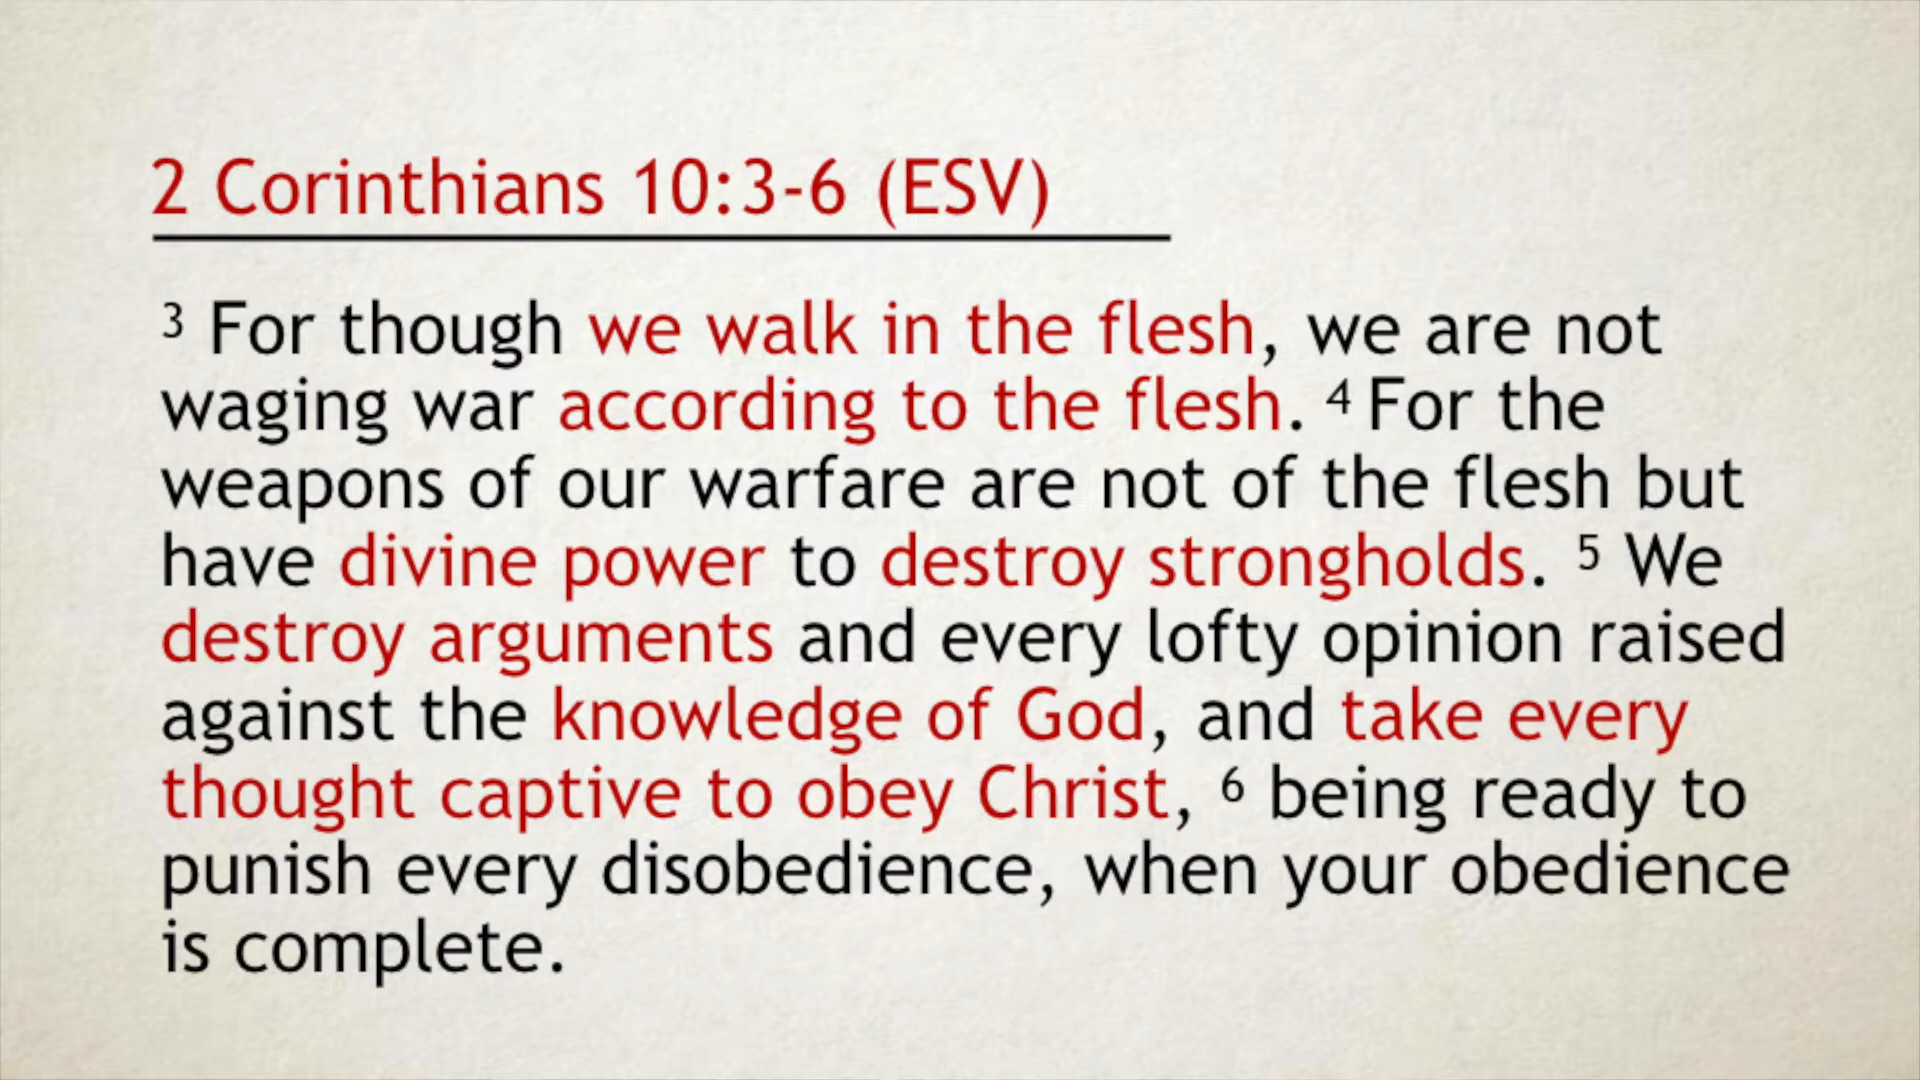 2 Corinthians 10:3-6 (ESV)
3 For though we walk in the flesh, we are not
waging war according to the flesh. 4 For the
weapons of our warfare are not of the flesh but
have divine power to destroy strongholds. 5 We
destroy arguments and every lofty opinion raised
against the knowledge of God, and take every
thought captive to obey Christ, 6 being ready to
punish every disobedience, when your obedience
is complete.